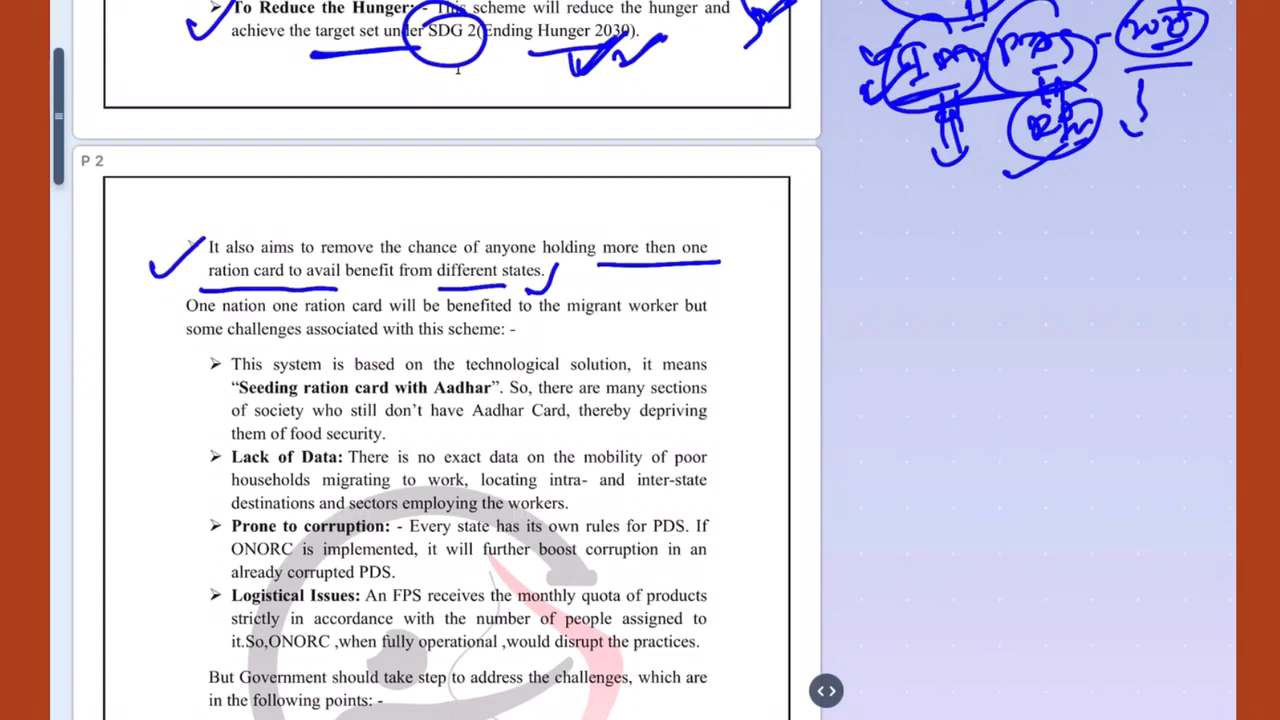 To Reduce the Hunger: - This scheme will reduce the hunger and
achieve the target set under SDG 2(Ending Hunger 2030).
P 2
It also aims to remove the chance of anyone holding more then one
ration card to avail benefit from different states.
One nation one ration card will be benefited to the migrant worker but
some challenges associated with this scheme: -
This system is based on the technological solution, it means
“Seeding ration card with Aadhar”. So, there are many sections
of society who still don’t have Aadhar Card, thereby depriving
them of food security.
Lack of Data: There is no exact data on the mobility of poor
households migrating to work, locating intra- and inter-state
destinations and sectors employing the workers.
Prone to corruption: - Every state has its own rules for PDS. If
ONORC is implemented, it will further boost corruption in an
already corrupted PDS.
Logistical Issues: An FPS receives the monthly quota of products
strictly in accordance with the number of people assigned to
it.So,ONORC ,when fully operational ,would disrupt the practices.
But Government should take step to address the challenges, which are
in the following points: -